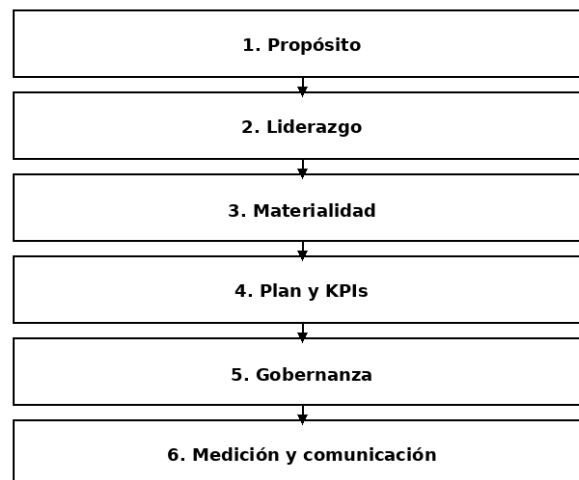 1. Propósito
2. Liderazgo
3. Materialidad
4. Plan y KPIs
5. Gobernanza
6. Medición y comunicación